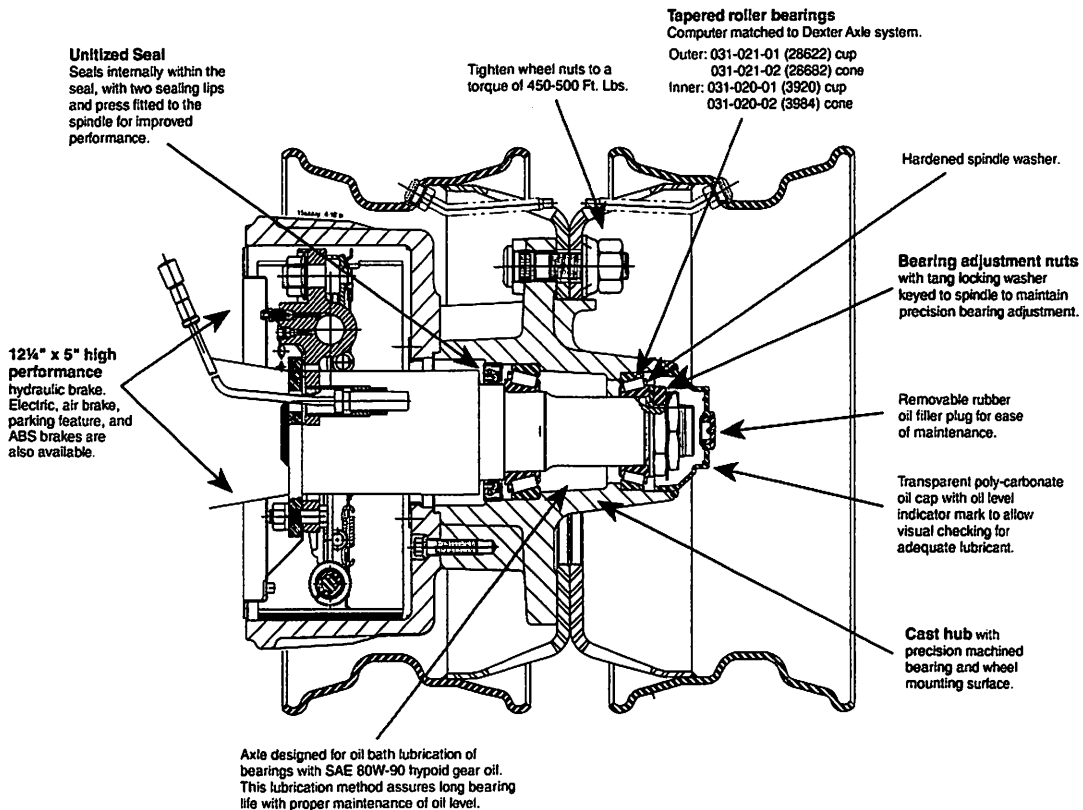 Tapered roller bearings
Computer matched to Dexter Axle system.
Outer: 031-021-01 (28622) cup
031-021-02 (28682) cone
Inner: 031-020-01 (3920) cup
031-020-02 (3984) cone
Unitized Seal
Seals internally within the
seal, with two sealing lips
and press fitted to the
spindle for improved
performance.
Tighten wheel nuts to a
torque of 450-500 Ft. Lbs.
Hardened spindle washer.
Bearing adjustment nuts
with tang locking washer
keyed to spindle to maintain
precision bearing adjustment.
12¼" x 5" high
performance
hydraulic brake.
Electric, air brake,
parking feature, and
ABS brakes are
also available.
Removable rubber
oil filler plug for ease
of maintenance.
Transparent poly-carbonate
oil cap with oil level
indicator mark to allow
visual checking for
adequate lubricant.
Cast hub with
precision machined
bearing and wheel
mounting surface.
Axle designed for oil bath lubrication of
bearings with SAE 80W-90 hypoid gear oil.
This lubrication method assures long bearing
life with proper maintenance of oil level.